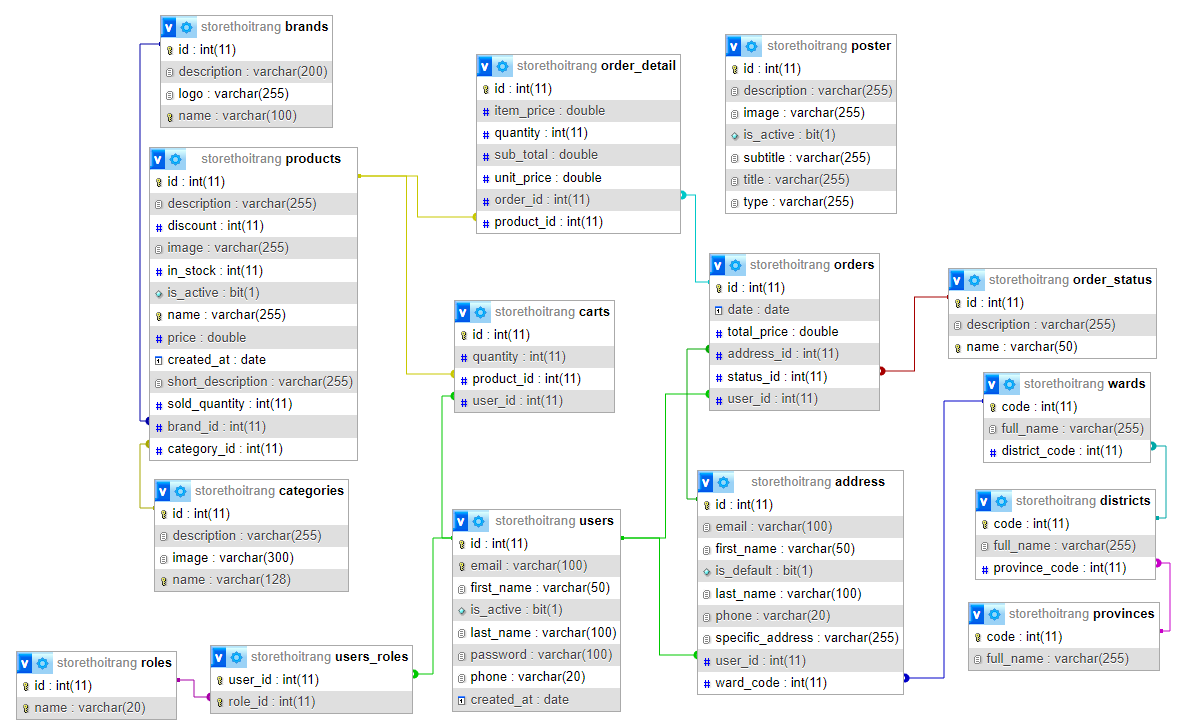 v storethoitrang brands
id : int(11)
description : varchar(200)
logo : varchar(255)
name : varchar(100)
v storethoitrang products
id : int(11)
description : varchar(255)
# discount : int(11)
image : varchar(255)
# in_stock : int(11)
is_active : bit(1)
name : varchar(255)
# price : double
created_at : date
short_description : varchar(255)
# sold_quantity : int(11)
# brand_id : int(11)
# category_id : int(11)
v storethoitrang categories
id : int(11)
description : varchar(255)
image : varchar(300)
name : varchar(128)
v storethoitrang roles
id : int(11)
name : varchar(20)
v storethoitrang users_roles
user_id : int(11)
role_id : int(11)
v storethoitrang order_detail
id : int(11)
# item_price : double
# quantity : int(11)
# sub_total : double
# unit_price : double
# order_id : int(11)
# product_id : int(11)
v storethoitrang carts
id : int(11)
# quantity : int(11)
# product_id : int(11)
# user_id : int(11)
v storethoitrang users
id : int(11)
email : varchar(100)
first_name : varchar(50)
is_active : bit(1)
last_name : varchar(100)
password : varchar(100)
phone : varchar(20)
created_at : date
v storethoitrang poster
id : int(11)
description : varchar(255)
image : varchar(255)
is_active : bit(1)
subtitle : varchar(255)
title : varchar(255)
type : varchar(255)
v storethoitrang orders
id : int(11)
date : date
# total_price : double
# address_id : int(11)
# status_id : int(11)
# user_id : int(11)
v storethoitrang address
id : int(11)
email : varchar(100)
first_name : varchar(50)
is_default : bit(1)
last_name : varchar(100)
phone : varchar(20)
specific_address : varchar(255)
# user_id : int(11)
# ward_code : int(11)
v storethoitrang order_status
id : int(11)
description : varchar(255)
name : varchar(50)
v storethoitrang wards
code : int(11)
full_name : varchar(255)
# district_code : int(11)
v storethoitrang districts
code : int(11)
full_name : varchar(255)
# province_code : int(11)
v storethoitrang provinces
code : int(11)
full_name : varchar(255)